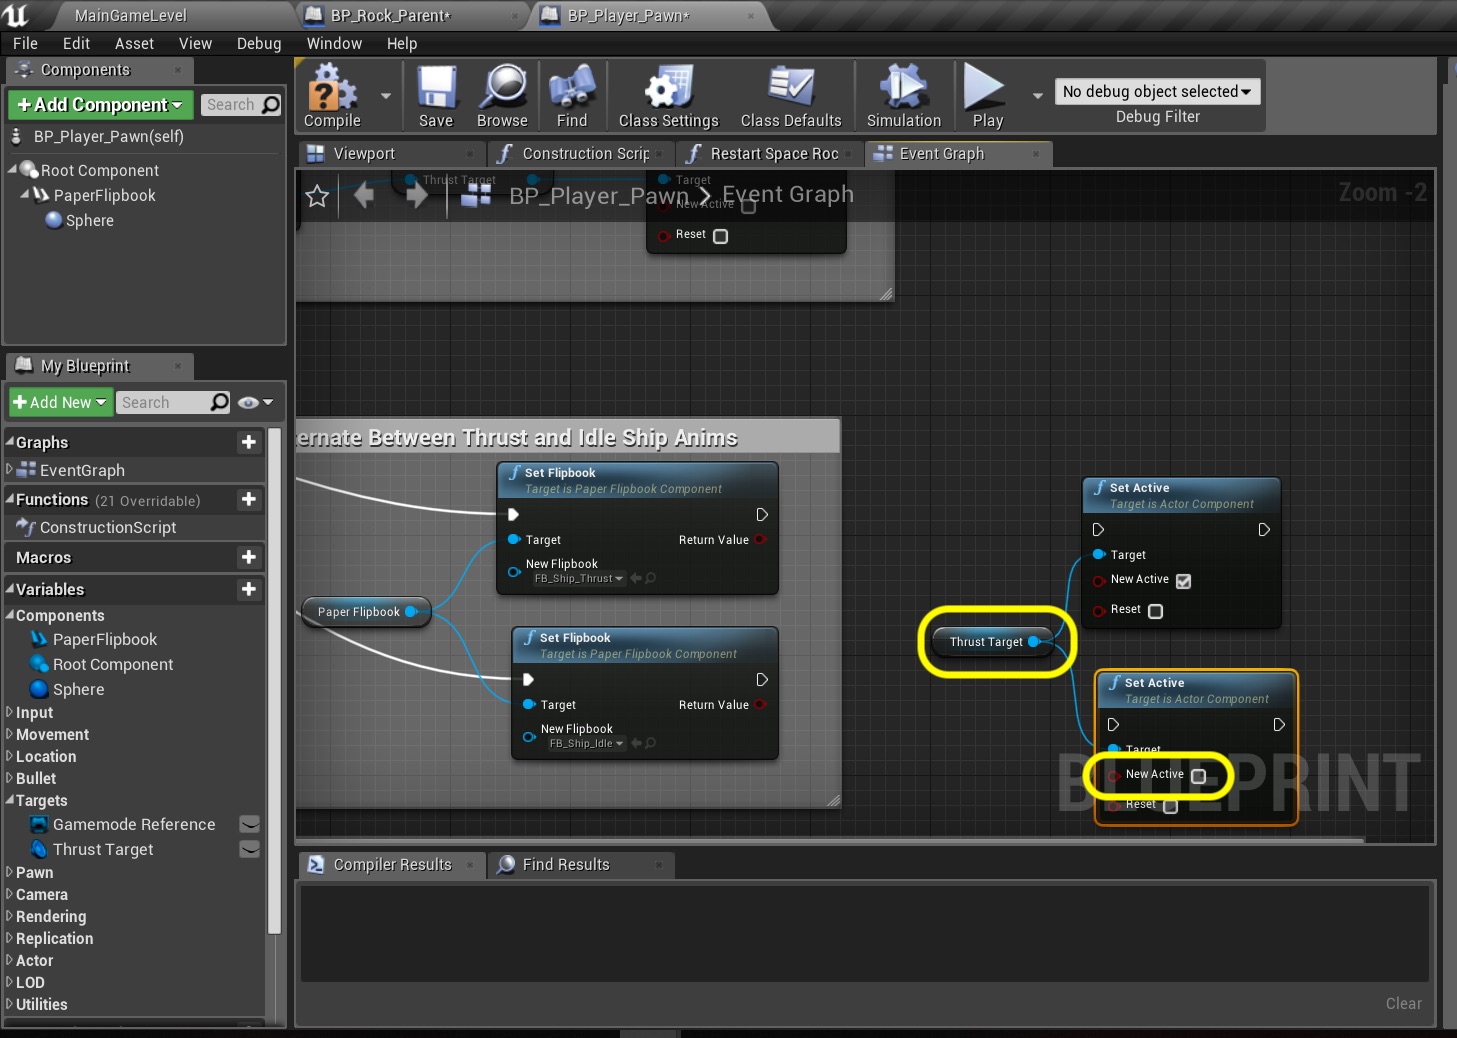 MainGameLevel
BP_Rock_Parent*
BP_Player_Pawn*
File Edit Asset View Debug Window Help
Components
+Add Component
Search
BP_Player_Pawn(self)
Root Component
PaperFlipbook
Sphere
My Blueprint
+Add New
Search
Graphs
EventGraph
Functions (21 Overridable)
ConstructionScript
Macros
Variables
Components
PaperFlipbook
Root Component
Sphere
Input
Movement
Location
Bullet
Targets
Gamemode Reference
Thrust Target
Pawn
Camera
Rendering
Replication
Actor
LOD
Utilities
Compile
Save
Browse
Find
Class Settings
Class Defaults
Simulation
Play
No debug object selected
Debug Filter
Viewport
Construction Scrip
Restart Space Roc
Event Graph
Thrust Target
Target
BP_Player_Pawn > Event Graph
Zoom -2
New Active
Reset
ernate Between Thrust and Idle Ship Anims
Set Flipbook
Target is Paper Flipbook Component
Target
Return Value
New Flipbook
FB_Ship_Thrust
Paper Flipbook
Set Flipbook
Target is Paper Flipbook Component
Target
Return Value
New Flipbook
FB_Ship_Idle
Set Active
Target is Actor Component
Target
New Active
Reset
Thrust Target
Set Active
Target is Actor Component
Target
New Active
Reset
BLUEPRINT
Compiler Results
Find Results
Clear